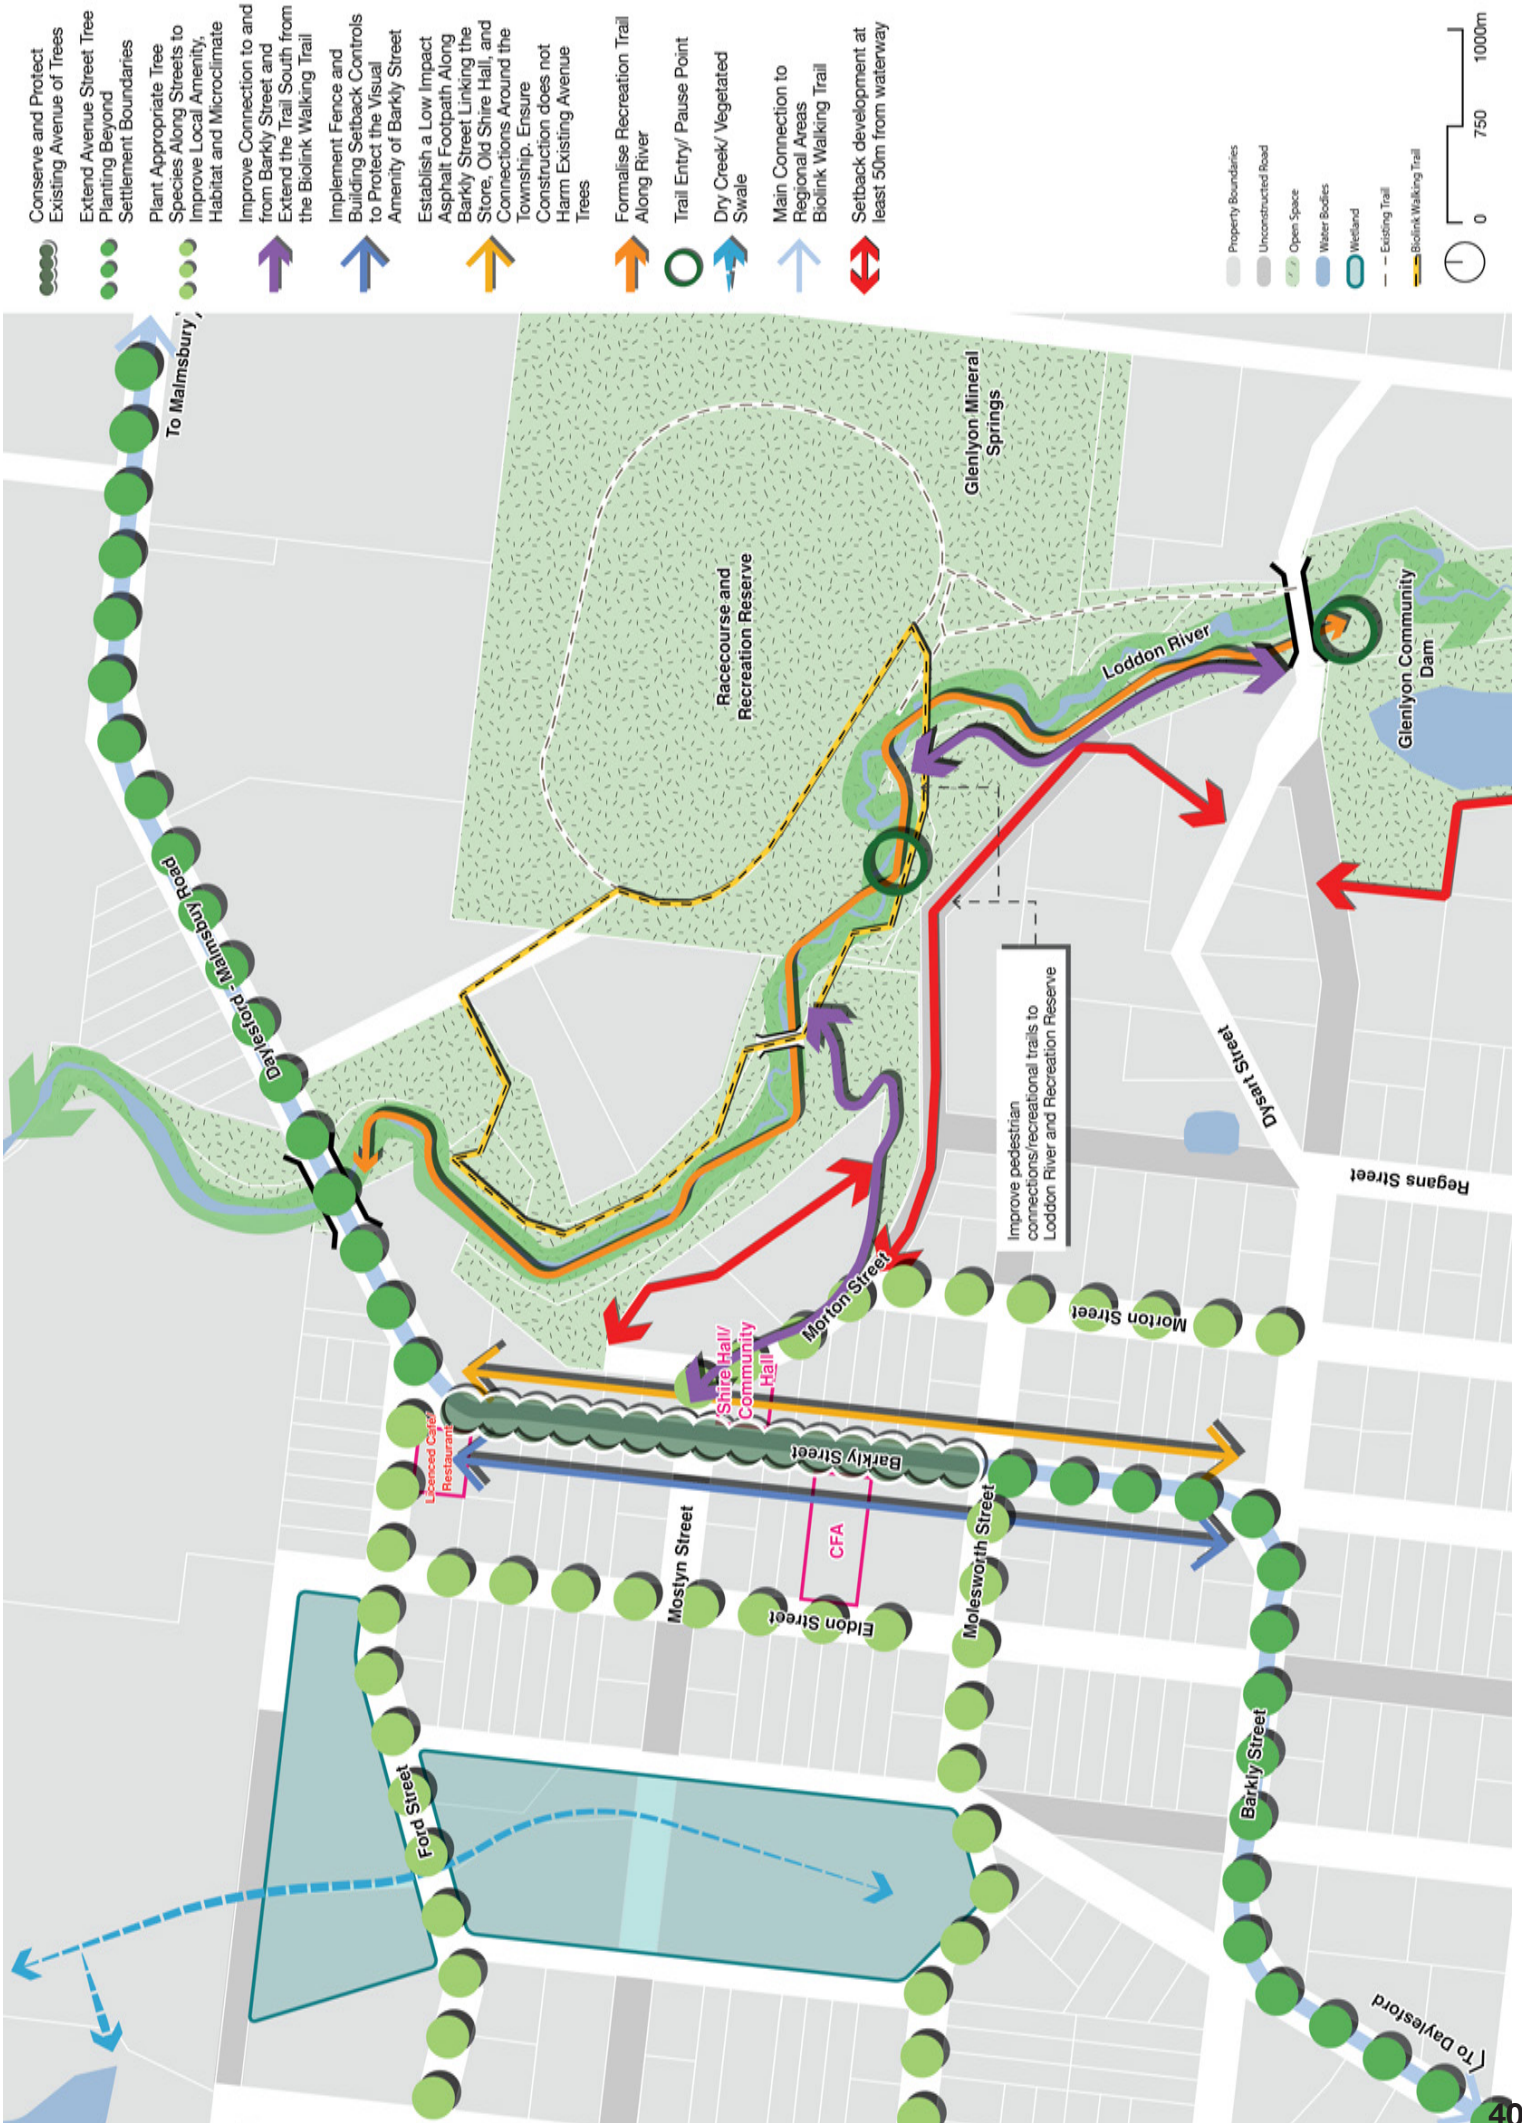 Conserve and Protect
Existing Avenue of Trees
Extend Avenue Street Tree
Planting Beyond
Settlement Boundaries
Plant Appropriate Tree
Species Along Streets to
Improve Local Amenity,
Habitat and Microclimate
Improve Connection to and
from Barkly Street and
Extend the Trail South from
the Biolink Walking Trail
Implement Fence and
Building Setback Controls
to Protect the Visual
Amenity of Barkly Street
Establish a Low Impact
Asphalt Footpath Along
Barkly Street Linking the
Store, Old Shire Hall, and
Connections Around the
Township. Ensure
Construction does not
Harm Existing Avenue
Trees
Formalise Recreation Trail
Along River
Trail Entry/ Pause Point
Dry Creek/ Vegetated
Swale
Main Connection to
Regional Areas
Biolink Walking Trail
Setback development at
least 50m from waterway
Property Boundaries
Unconstructed Road
Open Space
Water Bodies
Wetland
Existing Trail
Biolink Walking Trail
0
750
1000m
To Malmsbury
Daylesford - Malmsbury Road
Racecourse and
Recreation Reserve
Glenlyon Mineral
Springs
Loddon River
Glenlyon Community
Dam
Improve pedestrian
connections/recreational trails to
Loddon River and Recreation Reserve
Dysart Street
Regans Street
Morton Street
Morton Street
Shire Hall/
Community
Hall
Licenced Cafe/
Restaurant
Barkly Street
CFA
Mostyn Street
Eldon Street
Molesworth Street
Ford Street
Barkly Street
(To Daylesford
40